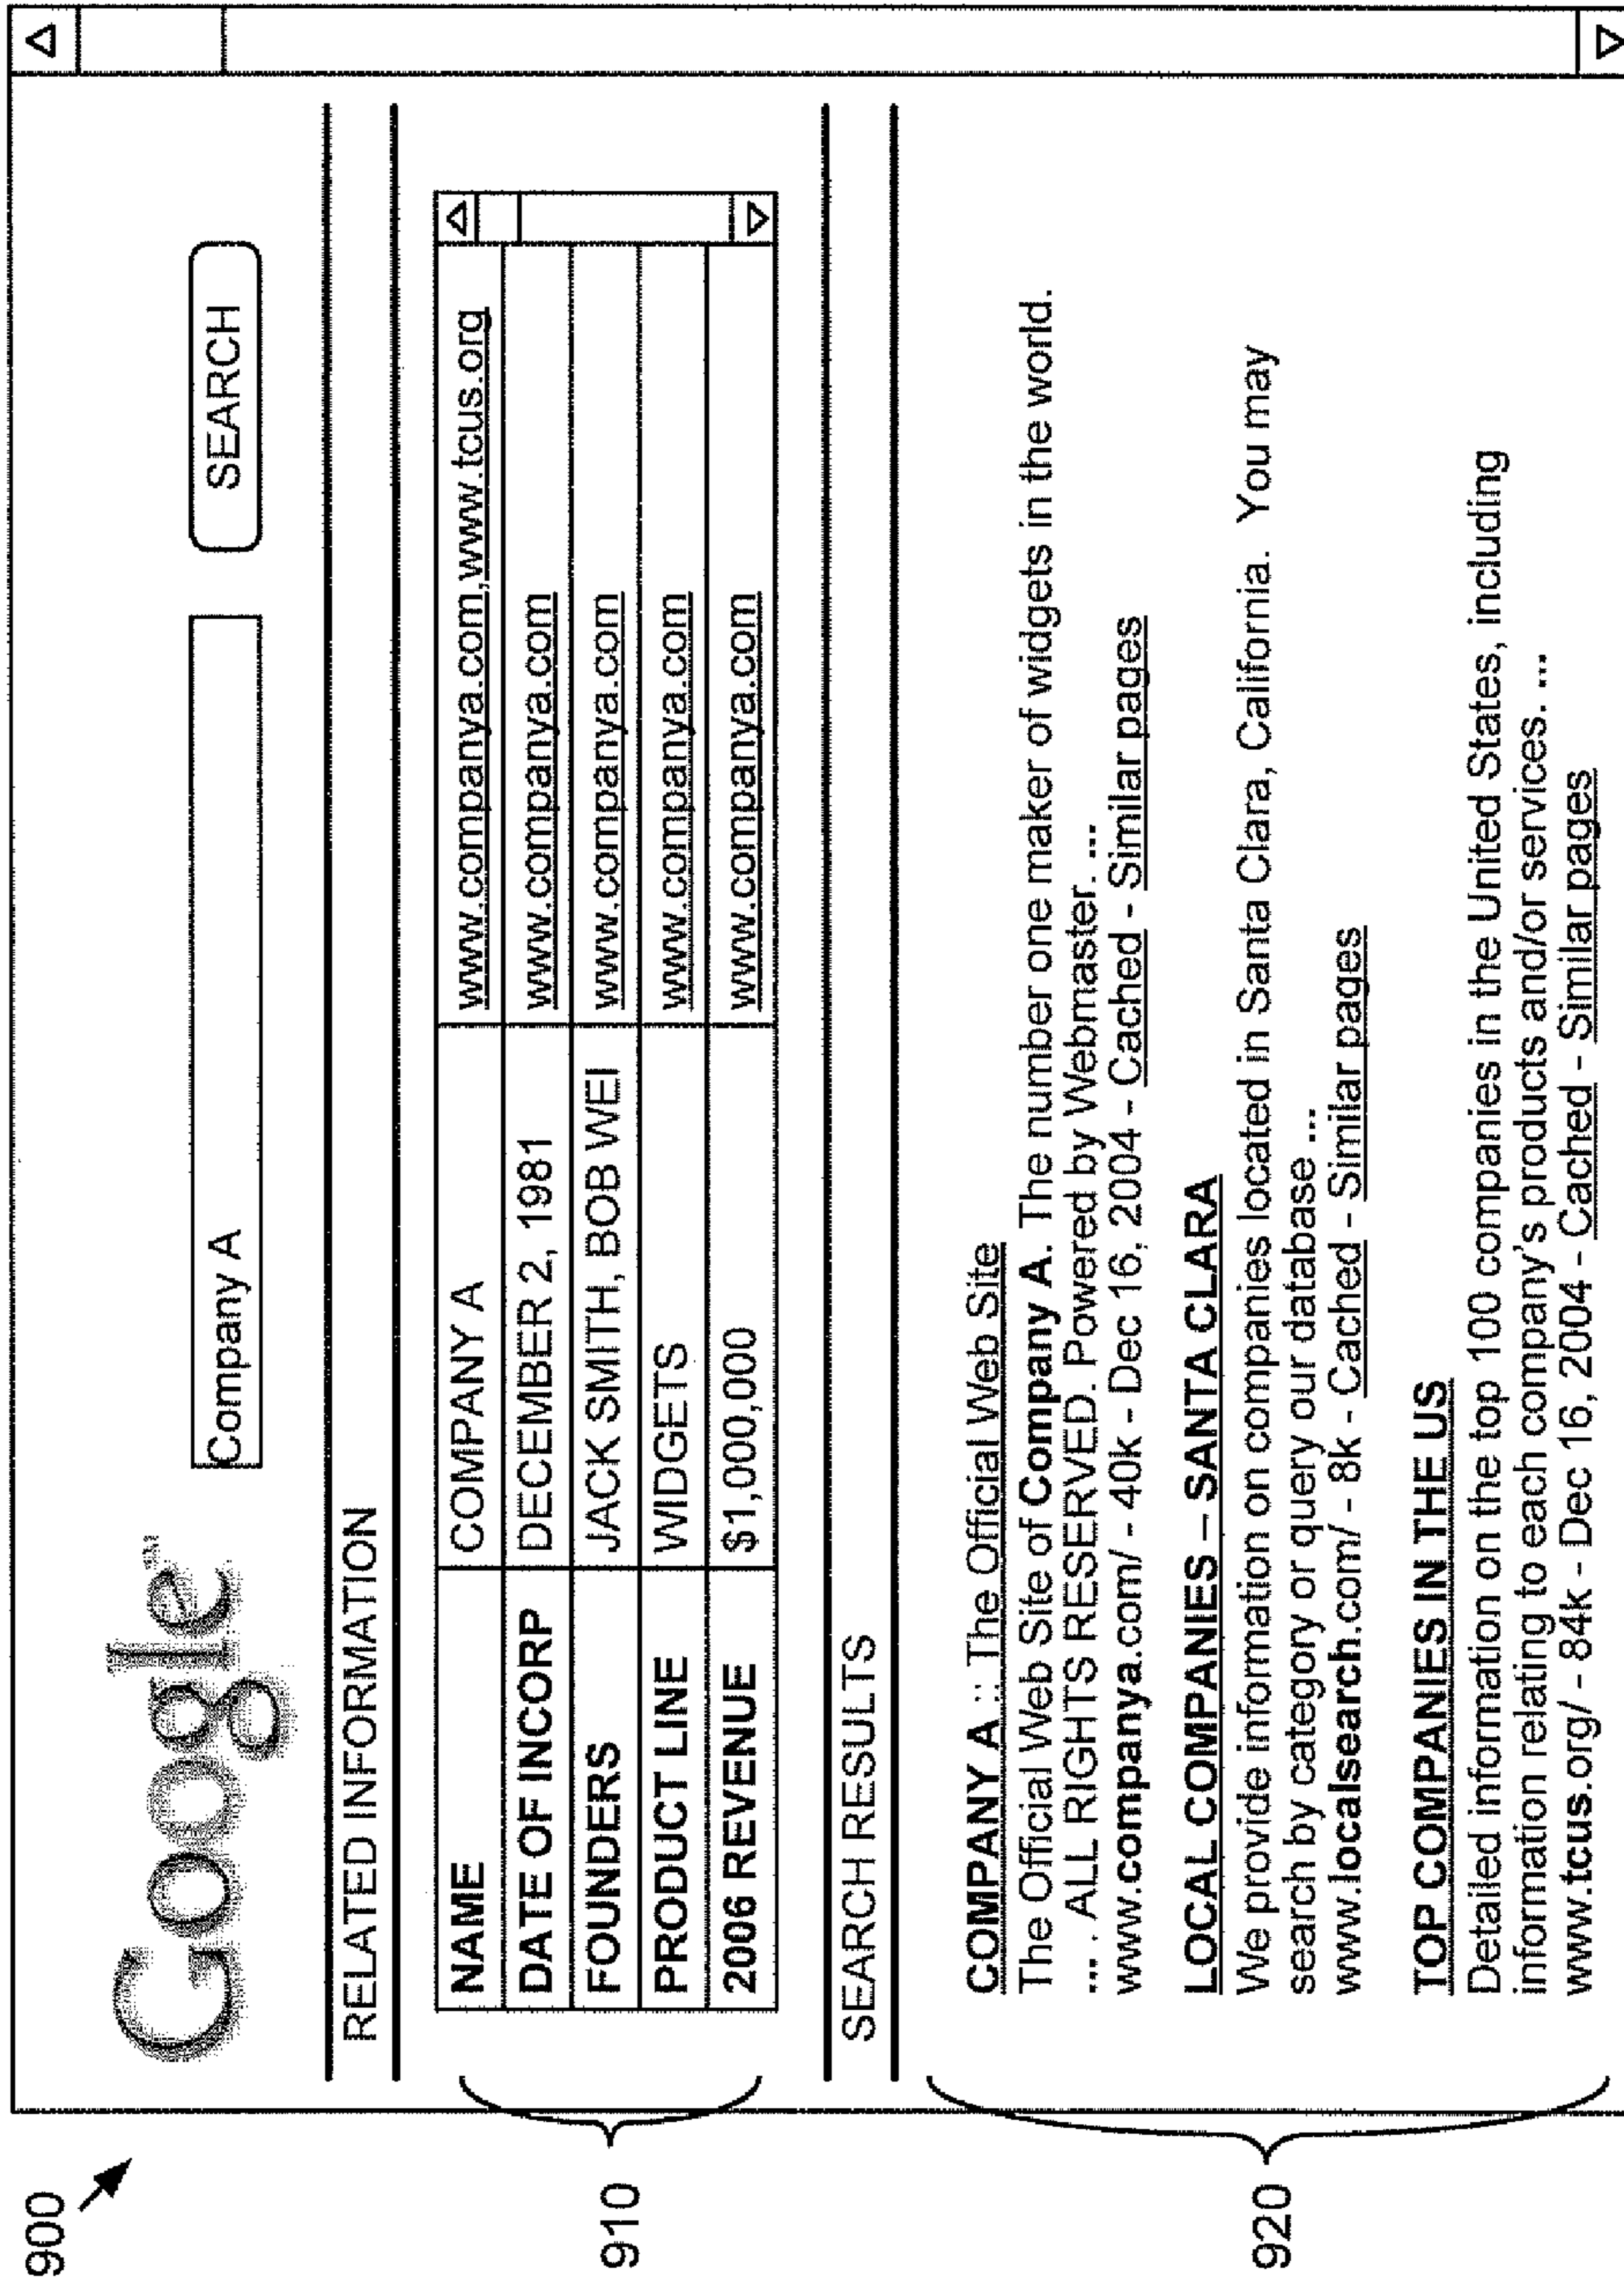 900
Google™
Company A
SEARCH
RELATED INFORMATION
910
NAME COMPANY A www.companya.com,www.tcus.org
DATE OF INCORP DECEMBER 2, 1981 www.companya.com
FOUNDERS JACK SMITH, BOB WEI www.companya.com
PRODUCT LINE WIDGETS www.companya.com
2006 REVENUE $1,000,000 www.companya.com
SEARCH RESULTS
920
COMPANY A :: The Official Web Site
The Official Web Site of Company A. The number one maker of widgets in the world.
... . ALL RIGHTS RESERVED. Powered by Webmaster. ...
www.companya.com/ - 40k - Dec 16, 2004 - Cached - Similar pages
LOCAL COMPANIES – SANTA CLARA
We provide information on companies located in Santa Clara, California. You may
search by category or query our database ...
www.localsearch.com/ - 8k - Cached - Similar pages
TOP COMPANIES IN THE US
Detailed information on the top 100 companies in the United States, including
information relating to each company's products and/or services. ...
www.tcus.org/ - 84k - Dec 16, 2004 - Cached - Similar pages